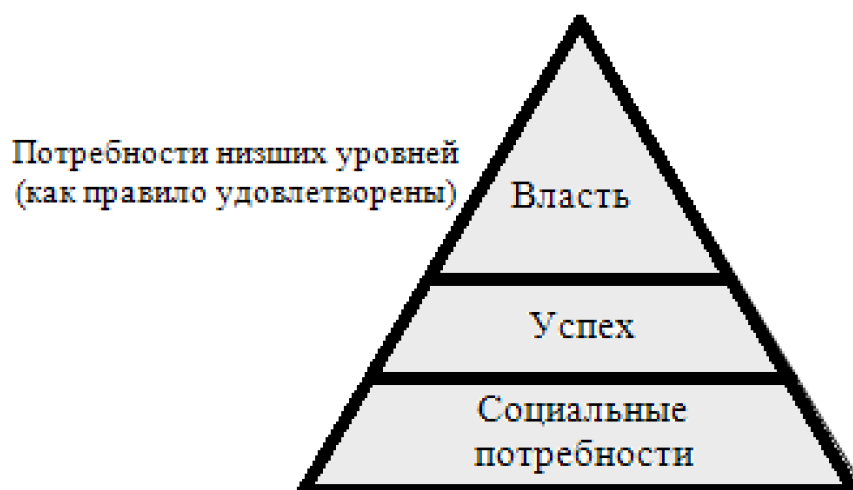 Потребности низших уровней
(как правило удовлетворены)
Власть
Успех
Социальные
потребности